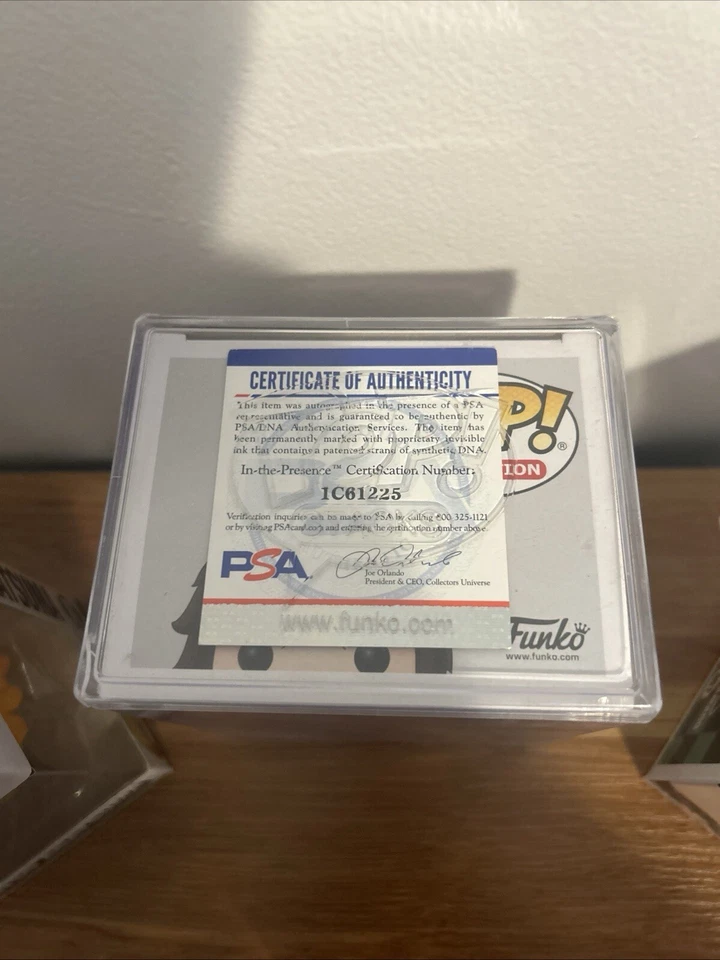 CERTIFICATE OF AUTHENTICITY
This item was autographed in the presence of a PSA
representative and is guaranteed to be authentic by
PSA/DNA Authentication Services. The item has
been permanently marked with proprietary invisible
ink that contains a patented strand of synthetic DNA.
In-the-Presence™ Certification Number:
1C61225
Verification inquiries can be made to PSA by calling 800 325-1121
or by visiting PSAcard.com and entering the certification number above.
PSA
Joe Orlando
President & CEO, Collectors Universe
www.funko.com
P!
®
ION
Funko
www.funko.com